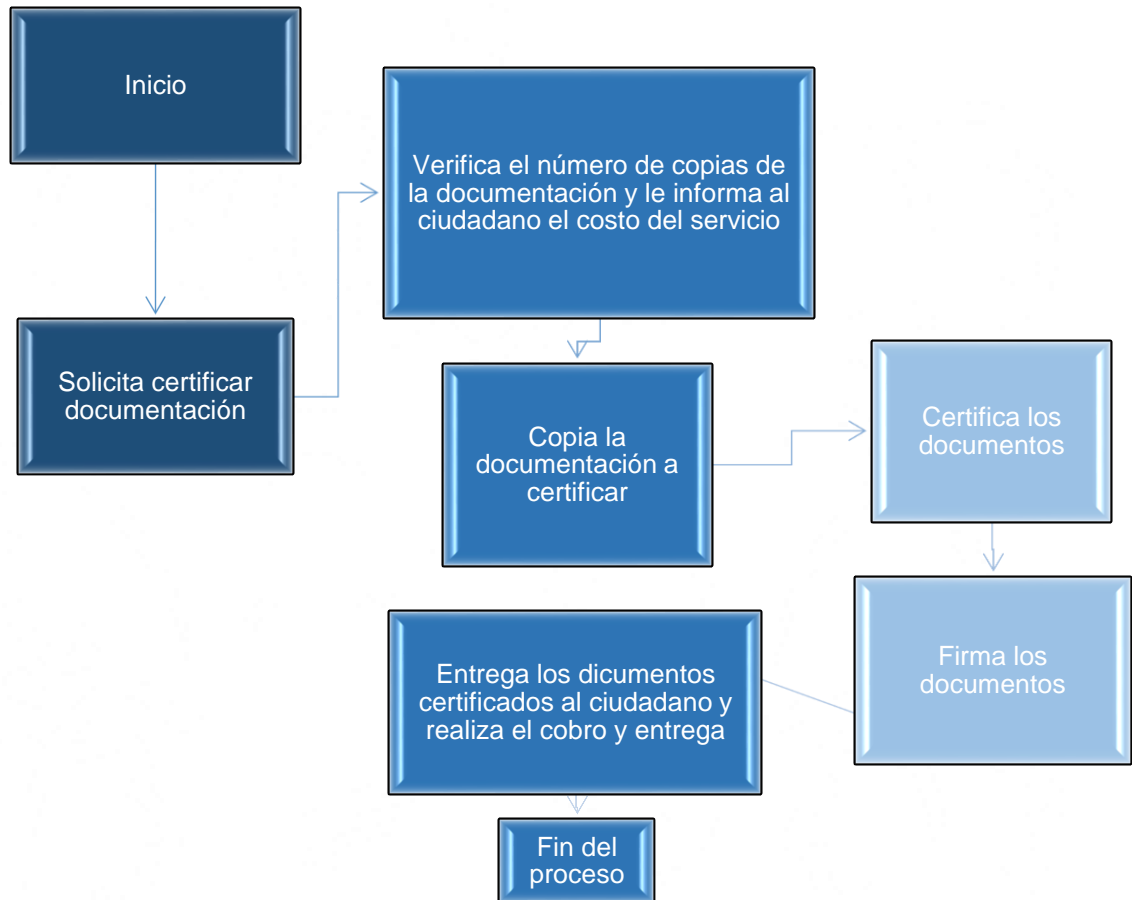 Inicio
Solicita certificar
documentación
Verifica el número de copias de
la documentación y le informa al
ciudadano el costo del servicio
Copia la
documentación a
certificar
Certifica los
documentos
Firma los
documentos
Entrega los dicumentos
certificados al ciudadano y
realiza el cobro y entrega
Fin del
proceso